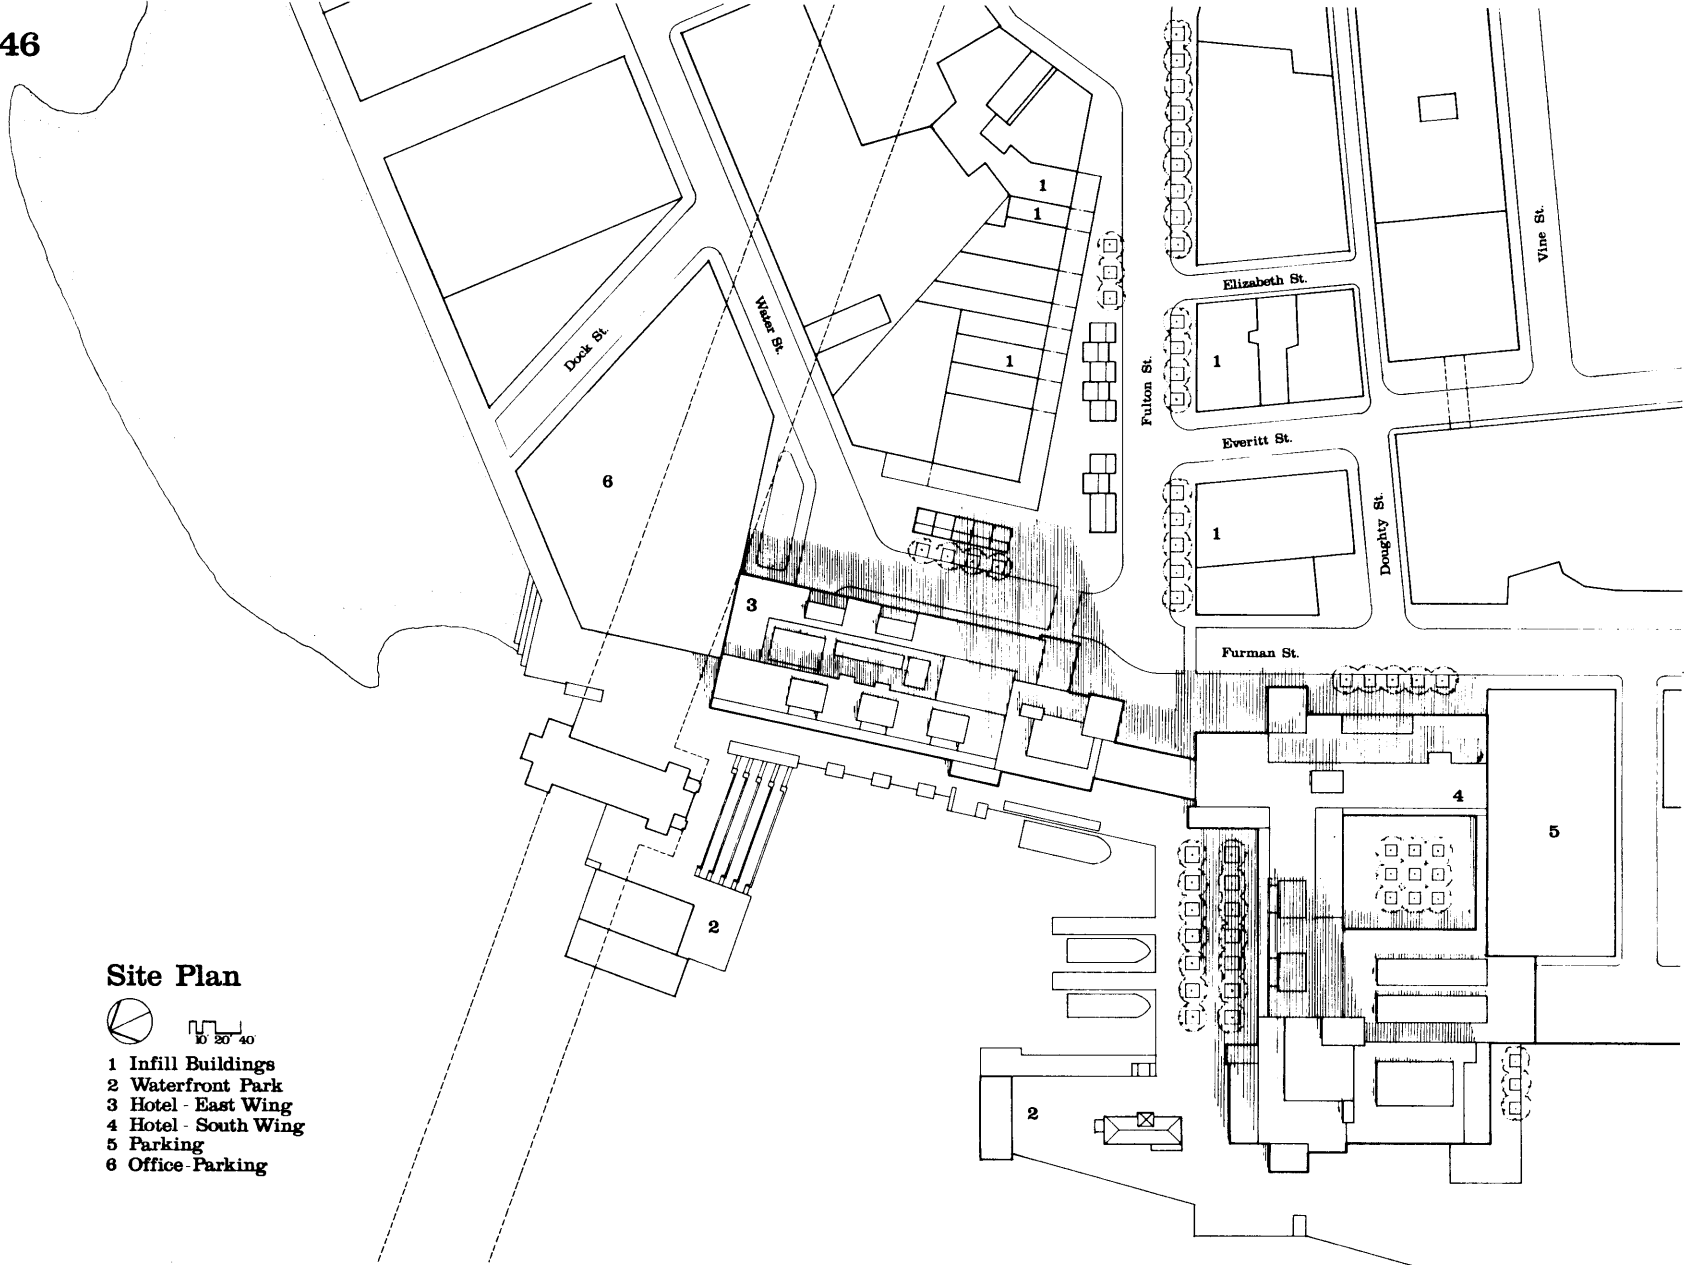 46
1
1
Vine St.
Elizabeth St.
Water St.
Dock St.
1
Fulton St.
1
Everitt St.
6
Doughty St.
1
3
Furman St.
4
5
2
Site Plan
10' 20' 40'
1 Infill Buildings
2 Waterfront Park
3 Hotel - East Wing
4 Hotel - South Wing
5 Parking
6 Office-Parking
2